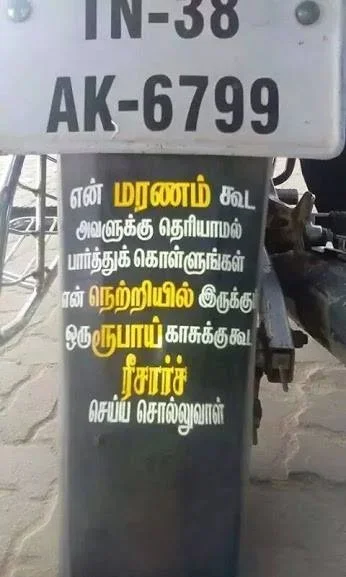 TN-38
AK-6799
என் மரணம் கூட
அவளுக்கு தெரியாமல்
பார்த்துக் கொள்ளுங்கள்
என் நெற்றியில் இருக்கும்
ஒரு ரூபாய் காசுக்குகூட
ரீசார்ச்
செய்ய சொல்லுவாள்